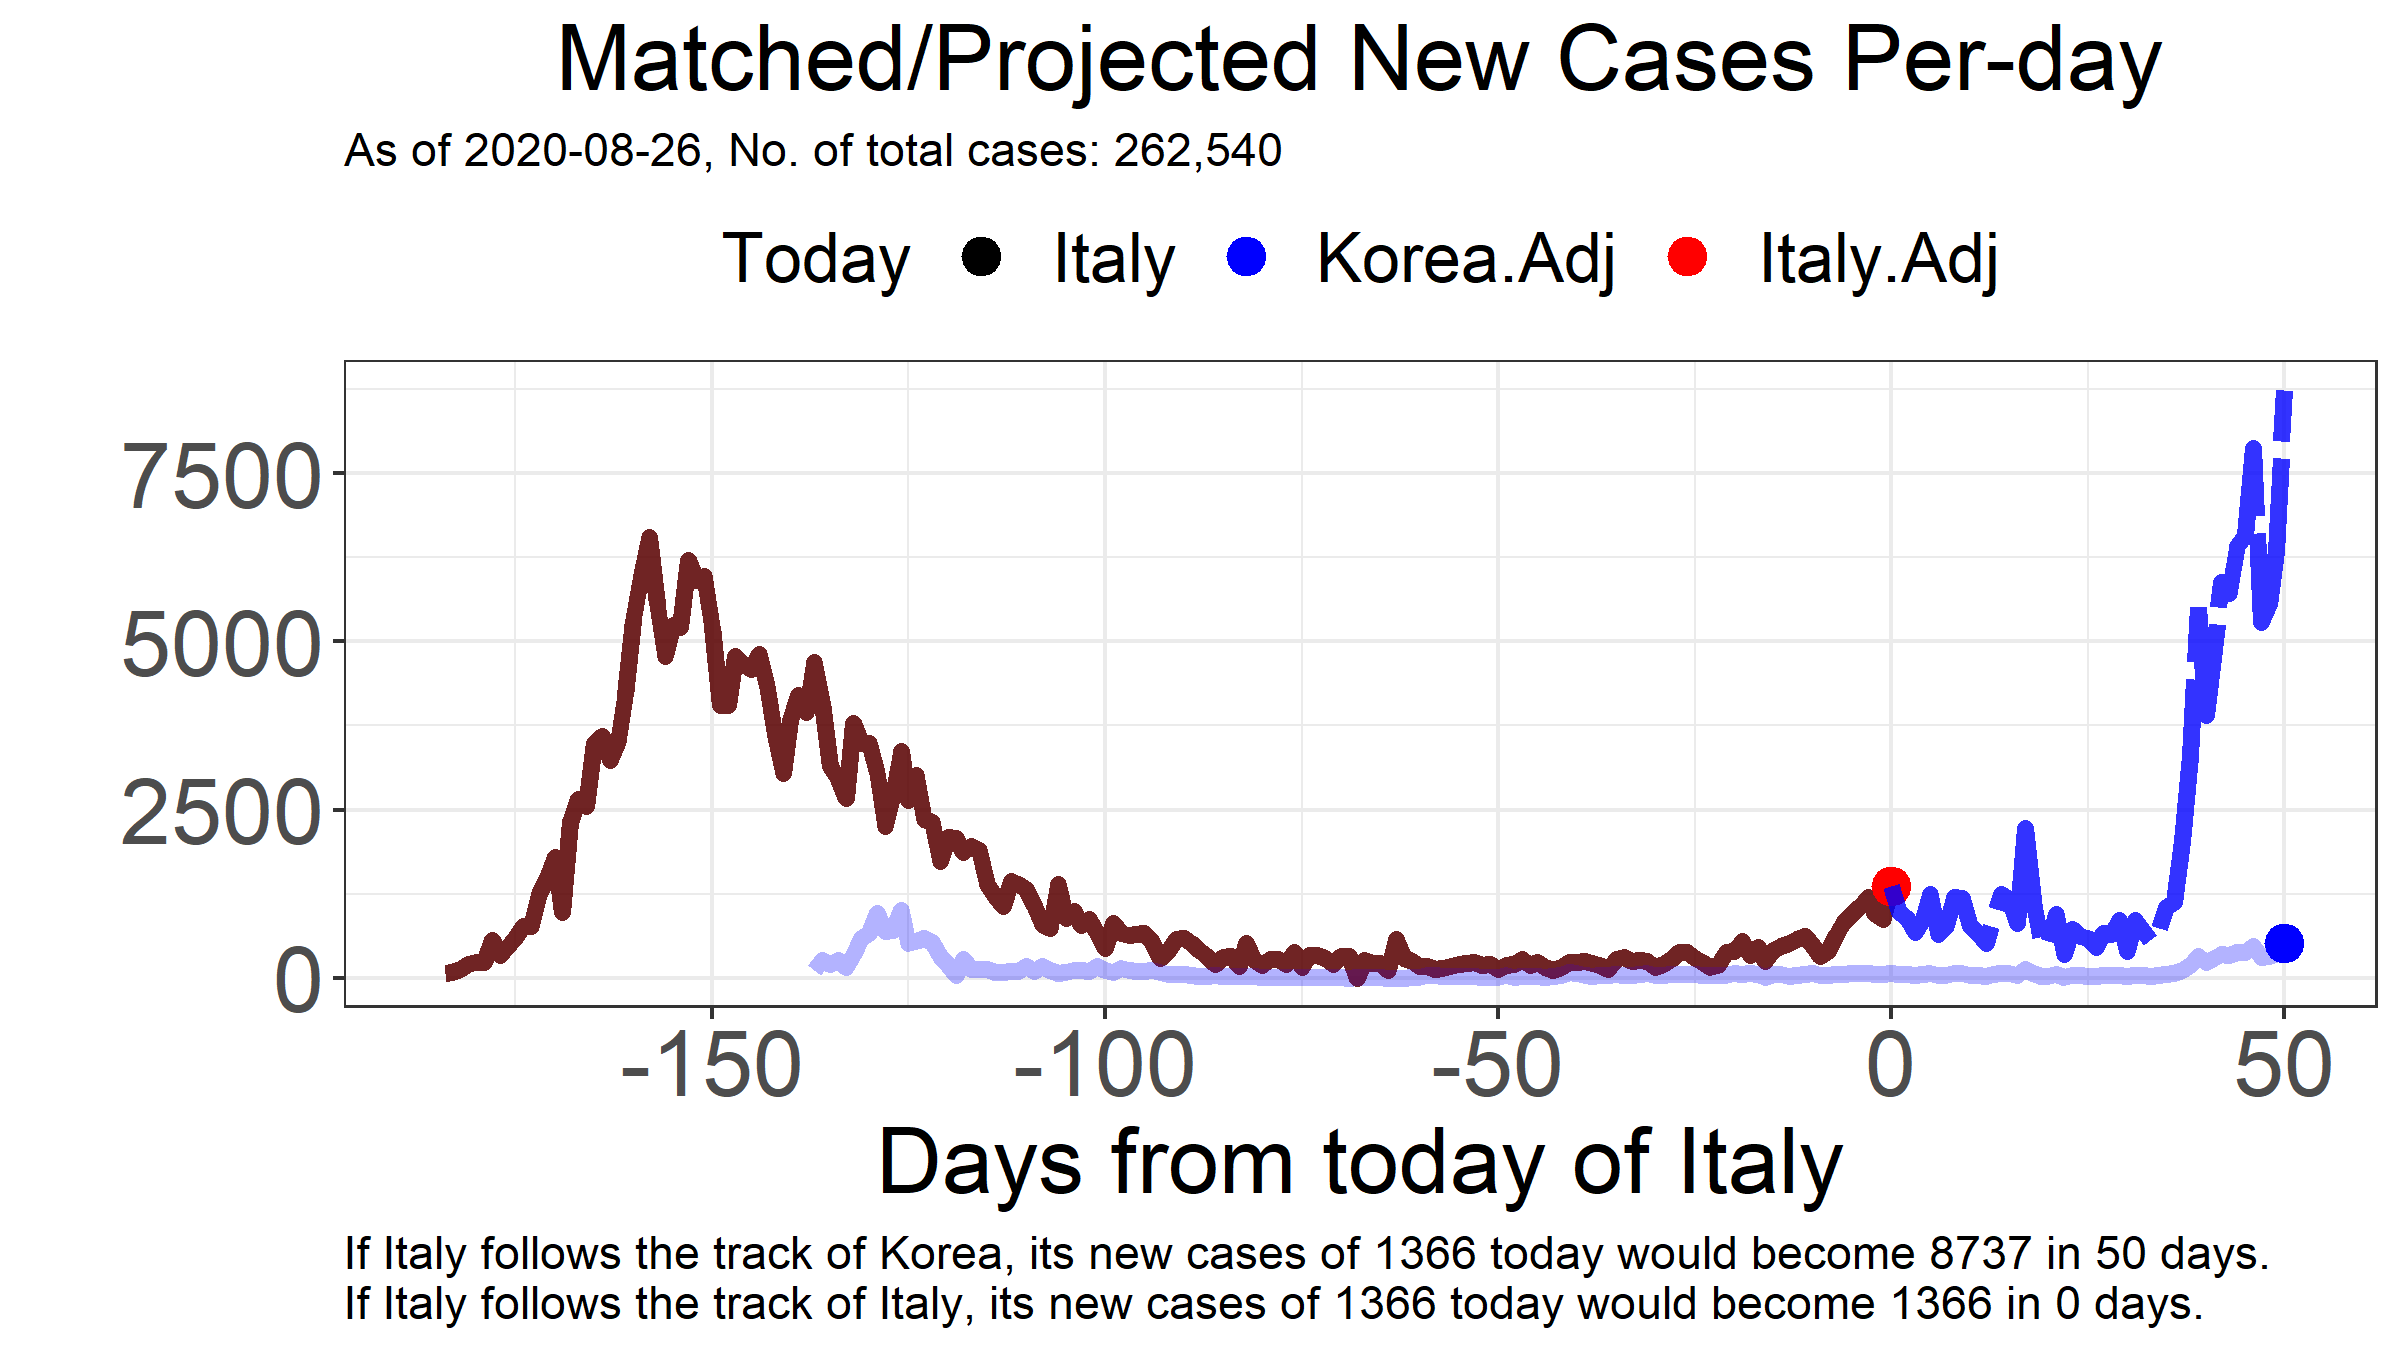 Matched/Projected New Cases Per-day
As of 2020-08-26, No. of total cases: 262,540
Today Italy Korea.Adj Italy.Adj
7500
5000
2500
0
-150 -100 -50 0 50
Days from today of Italy
If Italy follows the track of Korea, its new cases of 1366 today would become 8737 in 50 days.
If Italy follows the track of Italy, its new cases of 1366 today would become 1366 in 0 days.